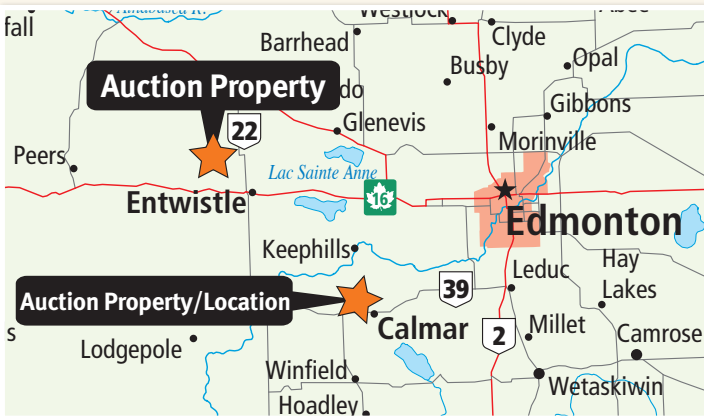 fall
Athabasca R.
Westlock
Clyde
Barrhead
Opal
Busby
Auction Property
do
Gibbons
22
Glenevis
Morinville
Peers
Lac Sainte Anne
16
Entwistle
Edmonton
Keephills
Hay
Lakes
Leduc
39
Auction Property/Location
Calmar
2
Millet
Camrose
s
Lodgepole
Winfield
Wetaskiwin
Hoadley